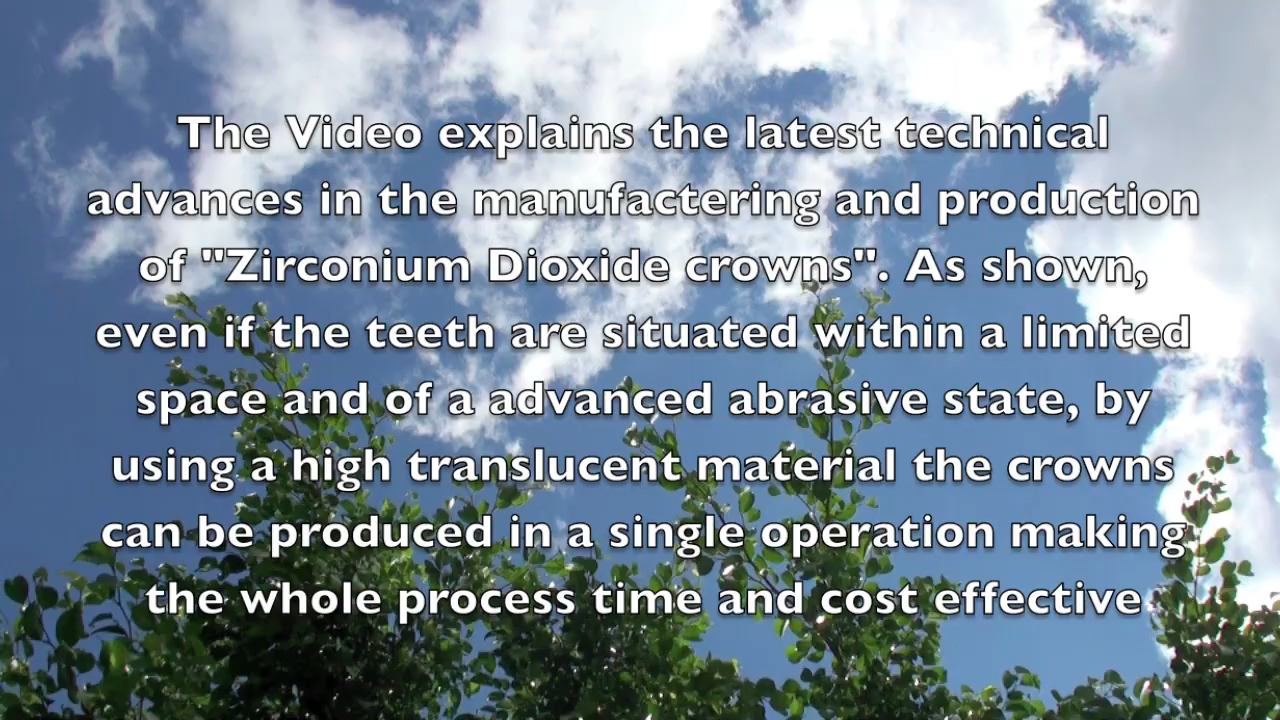 The Video explains the latest technical
advances in the manufactering and production
of "Zirconium Dioxide crowns". As shown,
even if the teeth are situated within a limited
space and of a advanced abrasive state, by
using a high translucent material the crowns
can be produced in a single operation making
the whole process time and cost effective